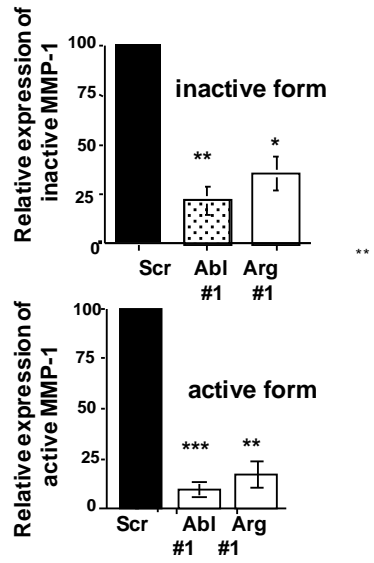 Relative expression of
inactive MMP-1
100
75
50
25
0
inactive form
**
*
Scr Abl Arg
#1 #1
**
Relative expression of
active MMP-1
100
75
50
25
0
active form
***
**
Scr Abl Arg
#1 #1